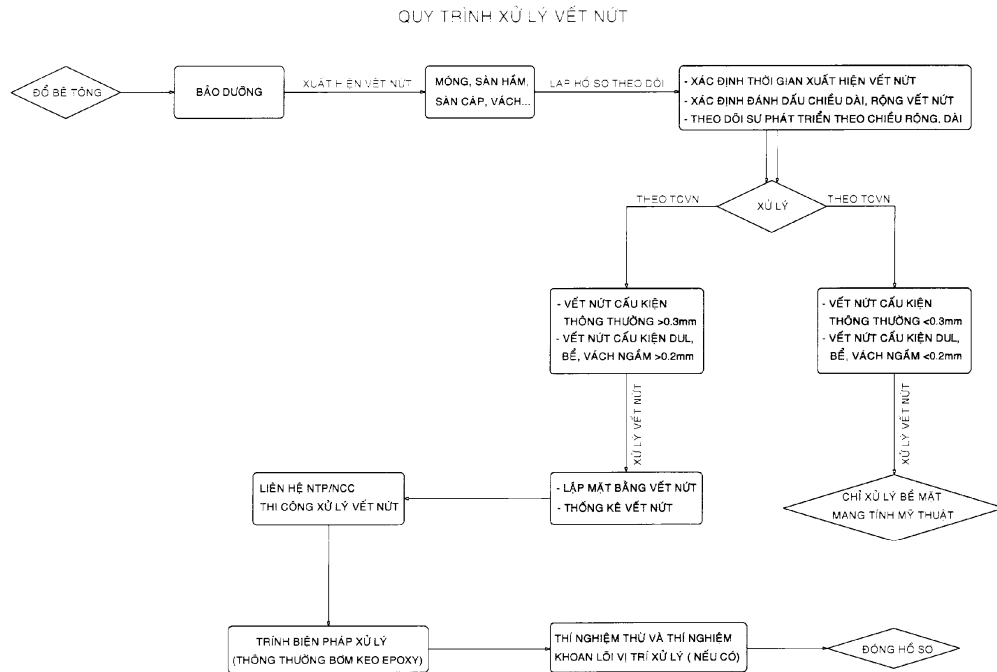 QUY TRÌNH XỬ LÝ VẾT NỨT
ĐỔ BÊ TÔNG
BẢO DƯỠNG
XUẤT HIỆN VẾT NỨT
MÓNG, SÀN HẦM,
SÀN CÁP, VÁCH...
LẬP HỒ SƠ THEO DÕI
- XÁC ĐỊNH THỜI GIAN XUẤT HIỆN VẾT NỨT
- XÁC ĐỊNH ĐÁNH DẤU CHIỀU DÀI, RỘNG VẾT NỨT
- THEO DÕI SỰ PHÁT TRIỂN THEO CHIỀU RỘNG, DÀI
THEO TCVN
XỬ LÝ
THEO TCVN
- VẾT NỨT CẤU KIỆN
THÔNG THƯỜNG >0.3mm
- VẾT NỨT CẤU KIỆN DUL,
BỂ, VÁCH NGẦM >0.2mm
- VẾT NỨT CẤU KIỆN
THÔNG THƯỜNG <0.3mm
- VẾT NỨT CẤU KIỆN DUL,
BỂ, VÁCH NGẦM <0.2mm
XỬ LÝ VẾT NỨT
XỬ LÝ VẾT NỨT
LIÊN HỆ NTP/NCC
THI CÔNG XỬ LÝ VẾT NỨT
- LẬP MẶT BẰNG VẾT NỨT
- THỐNG KÊ VẾT NỨT
CHỈ XỬ LÝ BỀ MẶT
MANG TÍNH MỸ THUẬT
TRÌNH BIỆN PHÁP XỬ LÝ
(THÔNG THƯỜNG BƠM KEO EPOXY)
THÍ NGHIỆM THỬ VÀ THÍ NGHIỆM
KHOAN LÕI VỊ TRÍ XỬ LÝ ( NẾU CÓ)
ĐÓNG HỒ SƠ